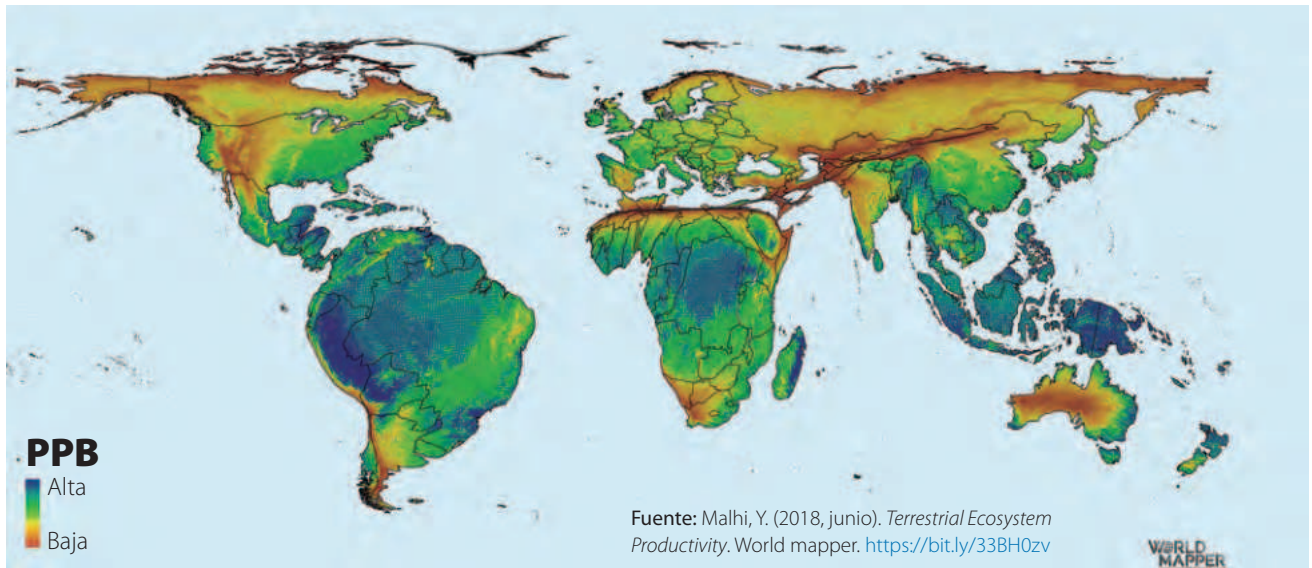 PPB
Alta
Baja
Fuente: Malhi, Y. (2018, junio). Terrestrial Ecosystem
Productivity. World mapper. https://bit.ly/33BH0zv
WORLD
MAPPER